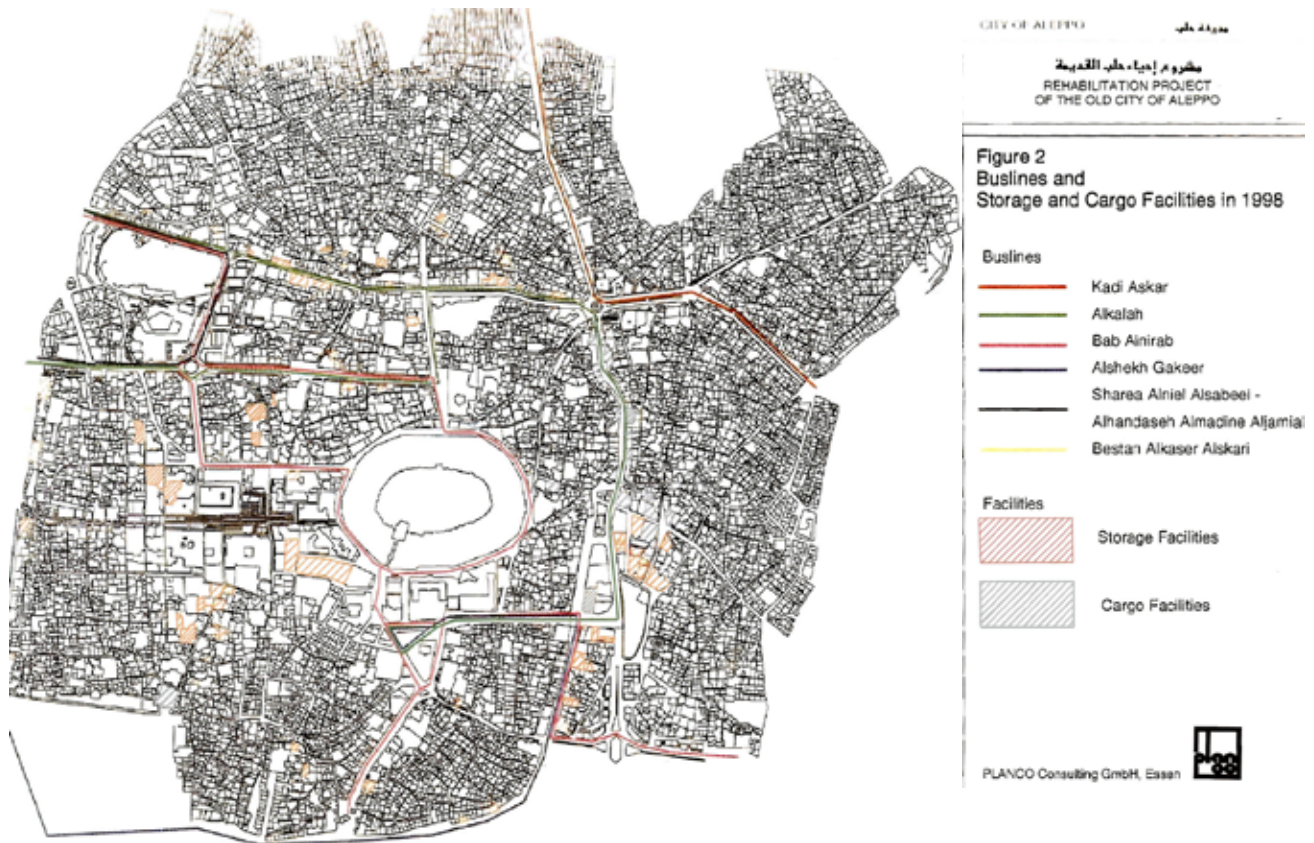 CITY OF ALEPPO
مدينة حلب
مشروع إحياء حلب القديمة
REHABILITATION PROJECT
OF THE OLD CITY OF ALEPPO
Figure 2
Buslines and
Storage and Cargo Facilities in 1998
Buslines
Kadi Askar
Alkalah
Bab Alnirab
Alshekh Gakeer
Sharea Alniel Alsabeel -
Alhandaseh Almadine Aljamial
Bestan Alkaser Alskari
Facilities
Storage Facilities
Cargo Facilities
PLANCO Consulting GmbH, Essen